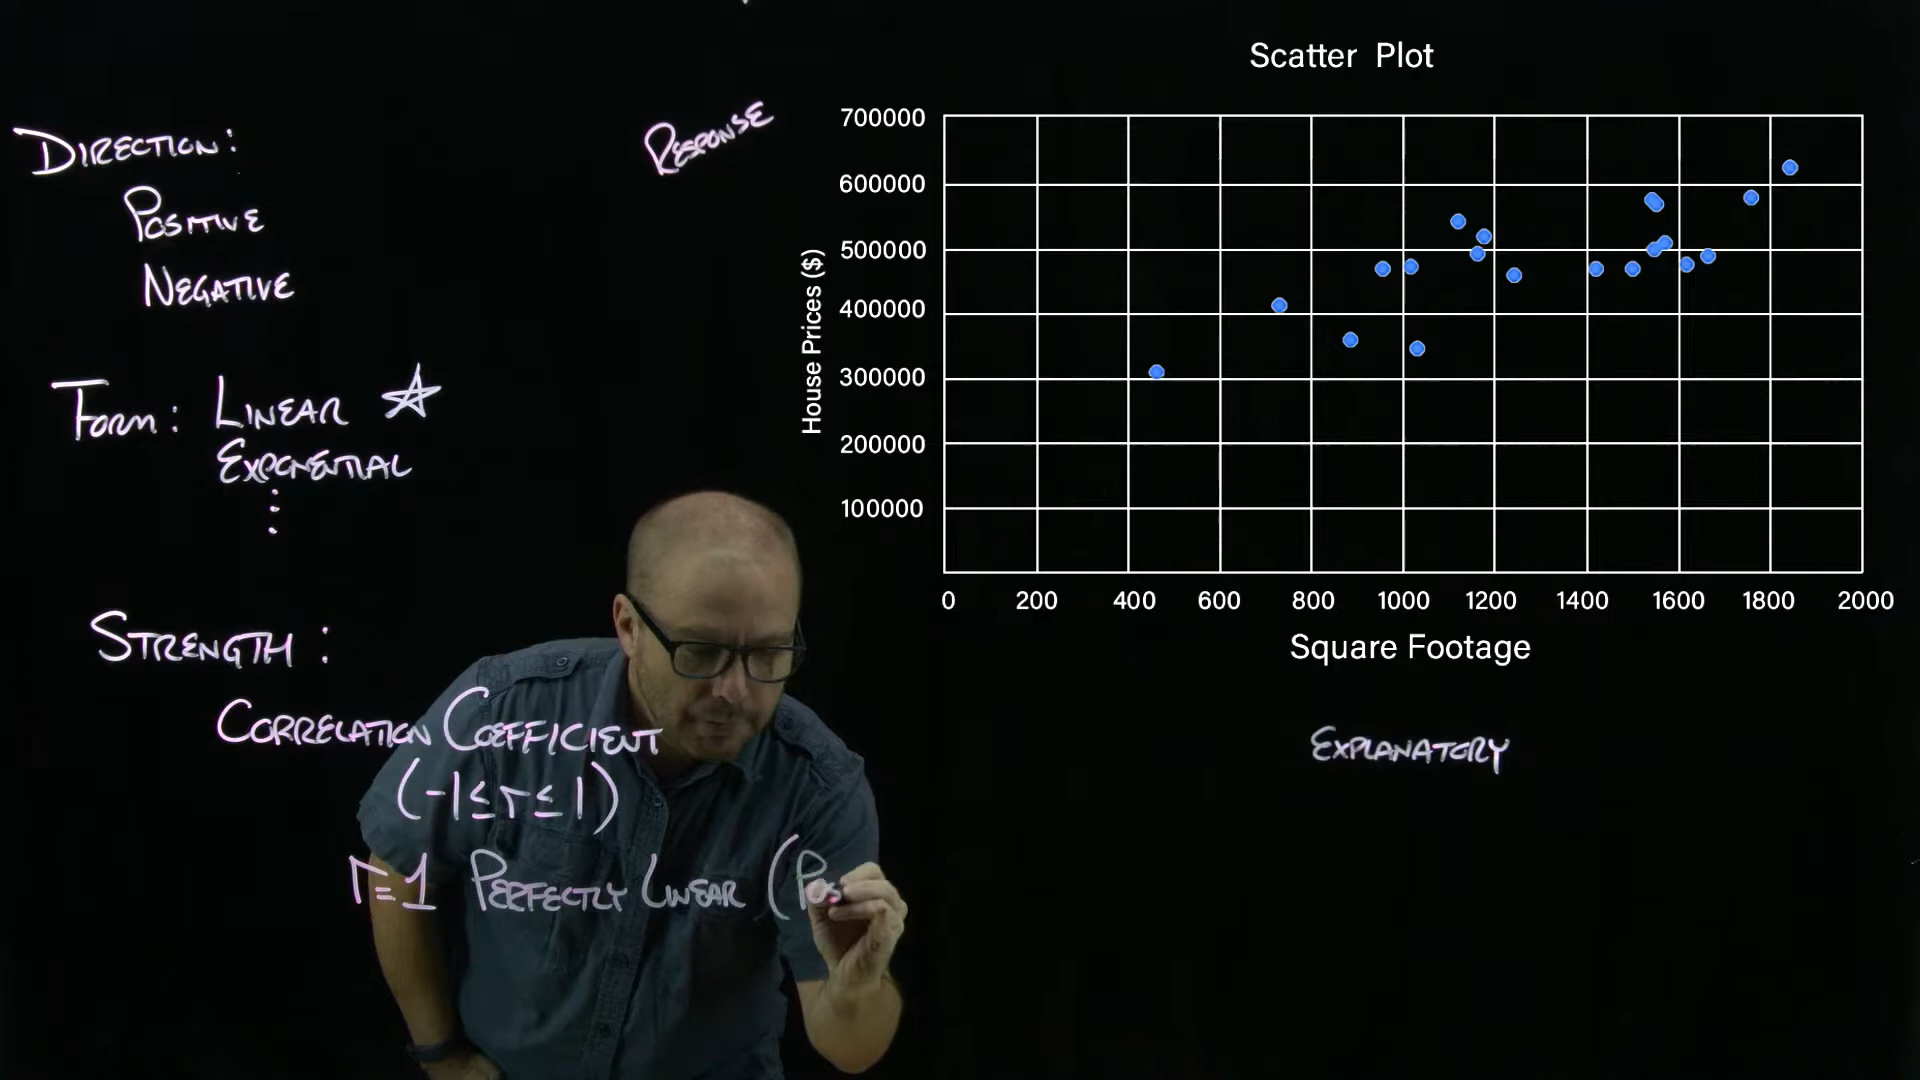 DIRECTION:
POSITIVE
NEGATIVE
FORM: LINEAR
EXPONENTIAL
STRENGTH:
CORRELATION COEFFICIENT
(-1≤r≤1)
r=1 PERFECTLY LINEAR (POS
RESPONSE
Scatter Plot
House Prices ($)
700000
600000
500000
400000
300000
200000
100000
0 200 400 600 800 1000 1200 1400 1600 1800 2000
Square Footage
EXPLANATORY